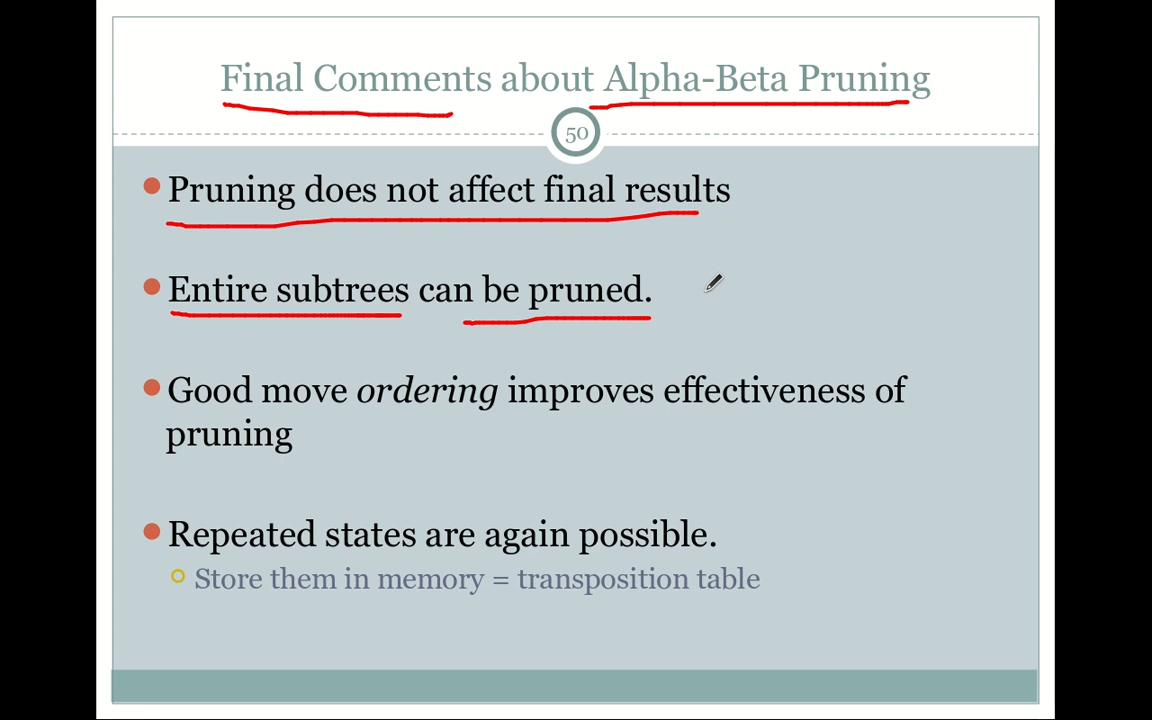 Final Comments about Alpha-Beta Pruning
50
Pruning does not affect final results
Entire subtrees can be pruned.
Good move ordering improves effectiveness of
pruning
Repeated states are again possible.
Store them in memory = transposition table